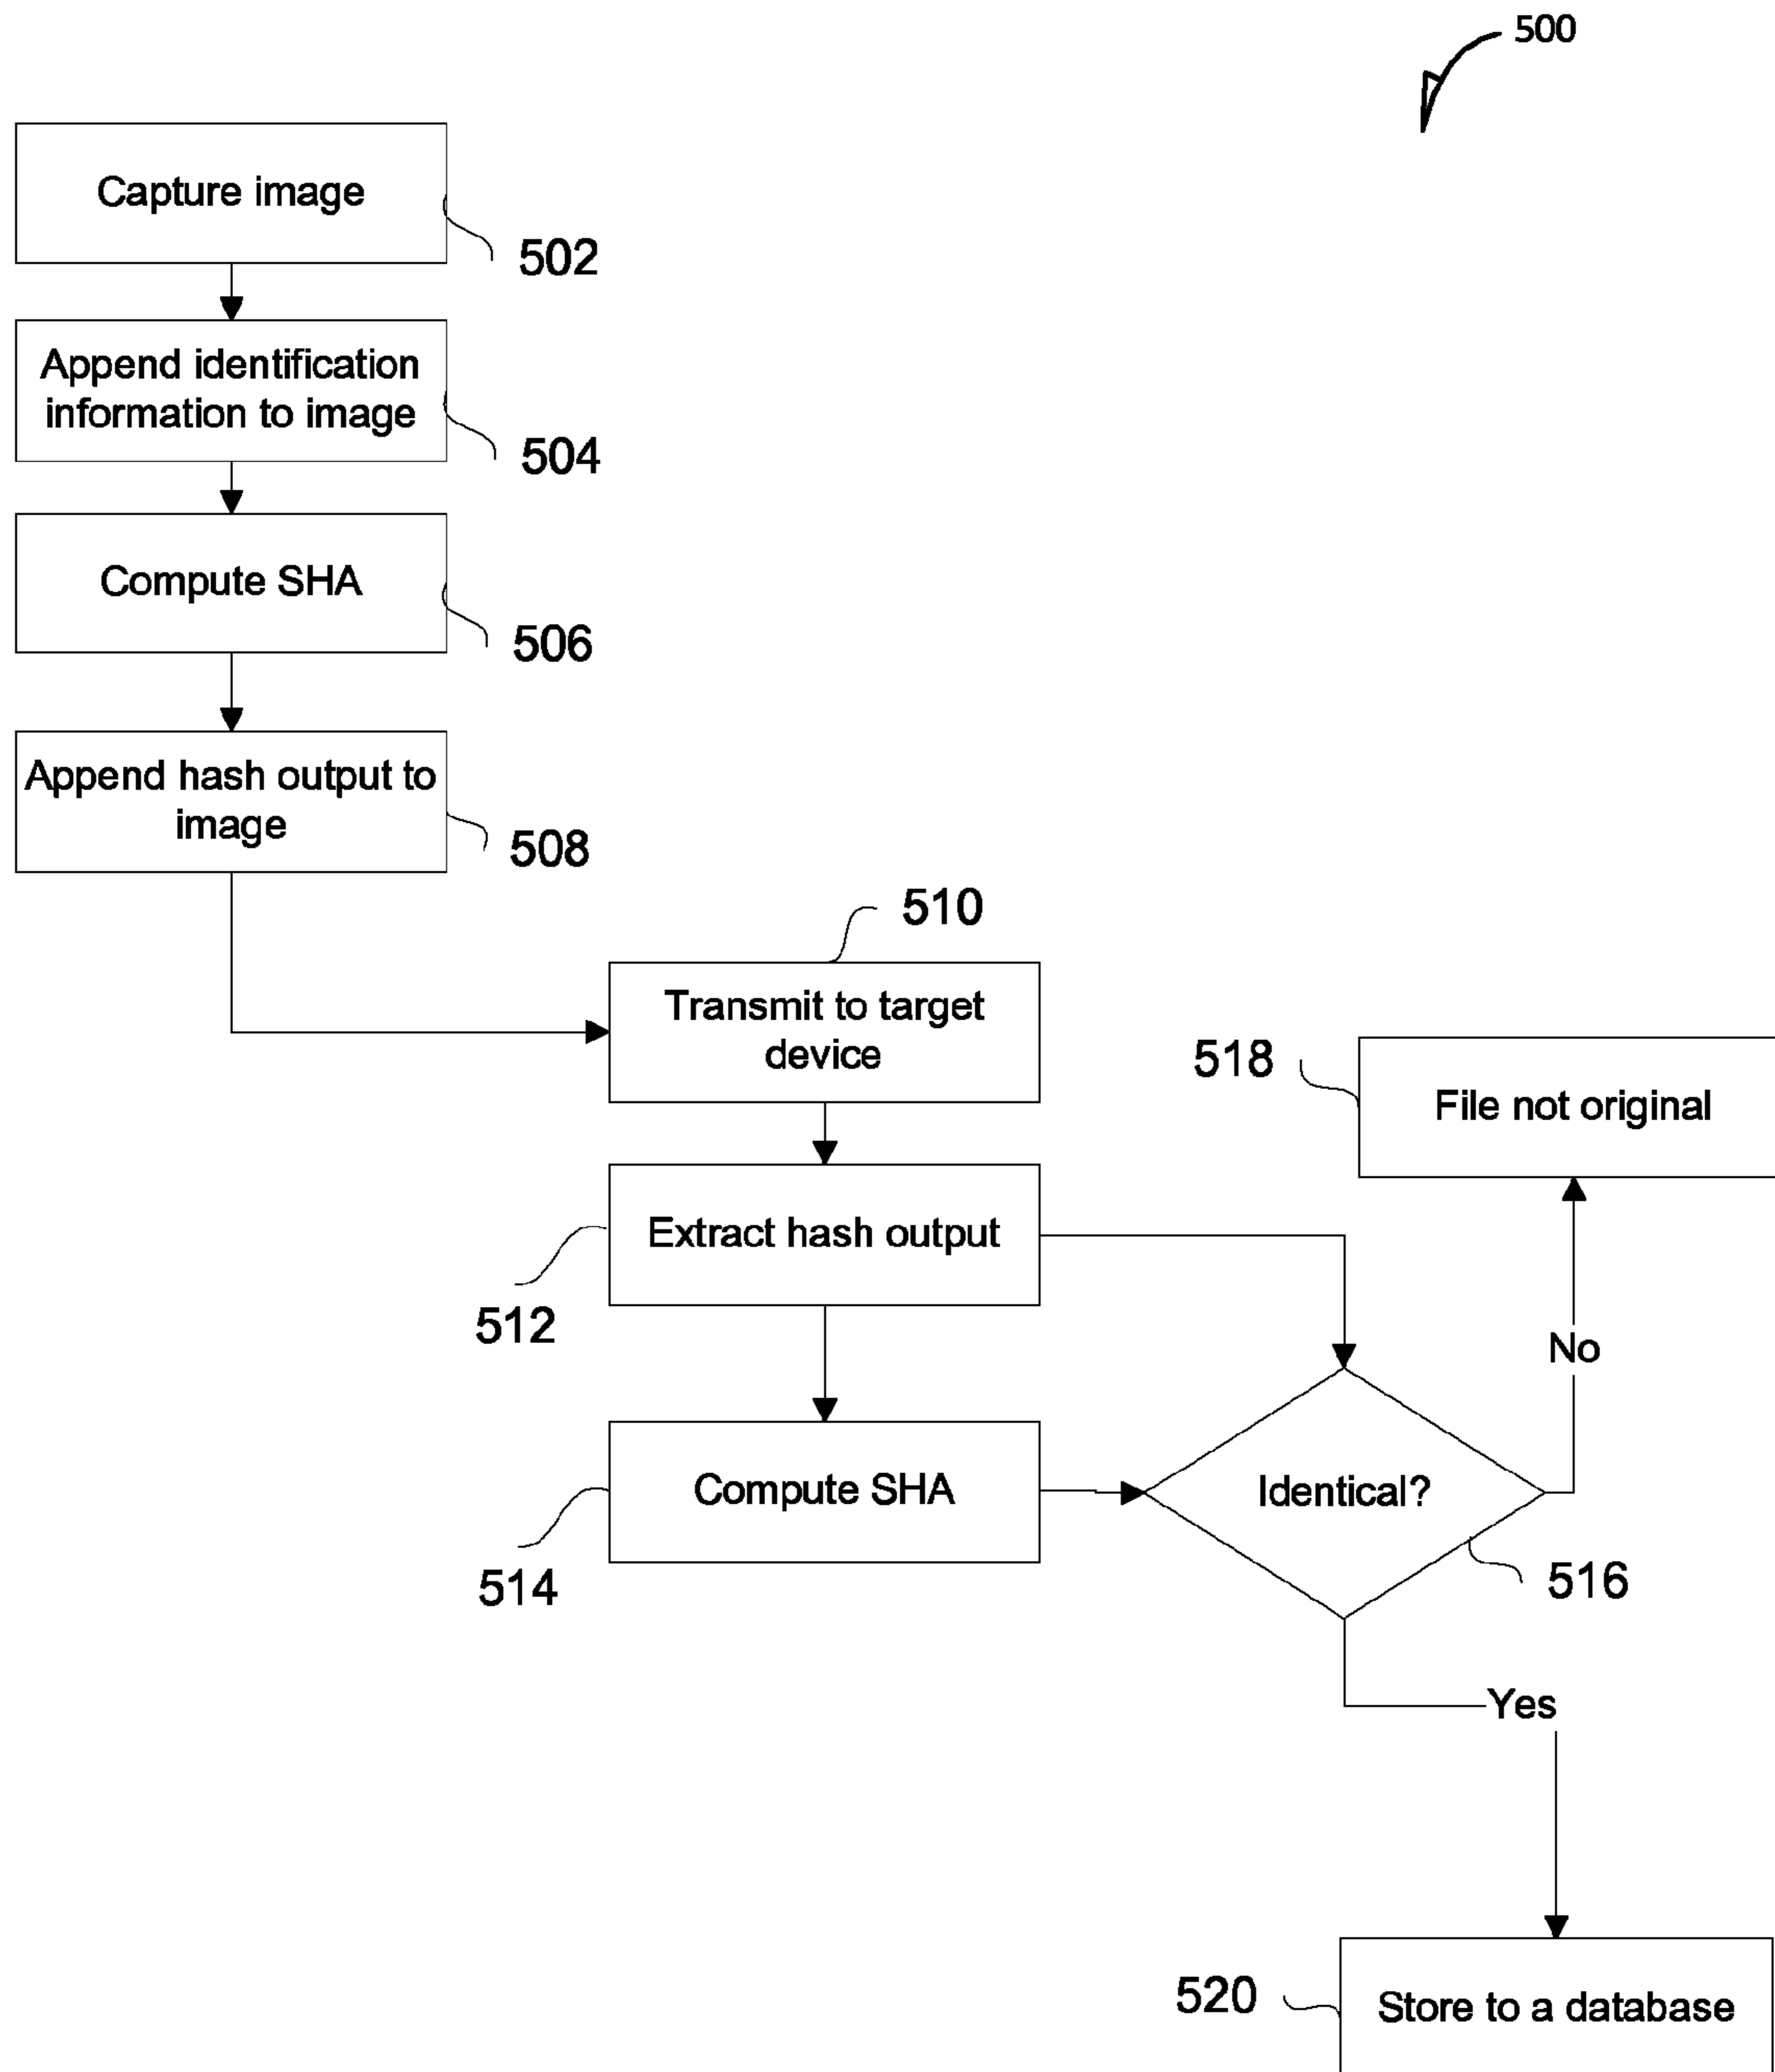 500
Capture image
502
Append identification
information to image
504
Compute SHA
506
Append hash output to
image
508
510
Transmit to target
device
518
File not original
Extract hash output
512
No
Compute SHA
514
Identical?
516
Yes
520
Store to a database